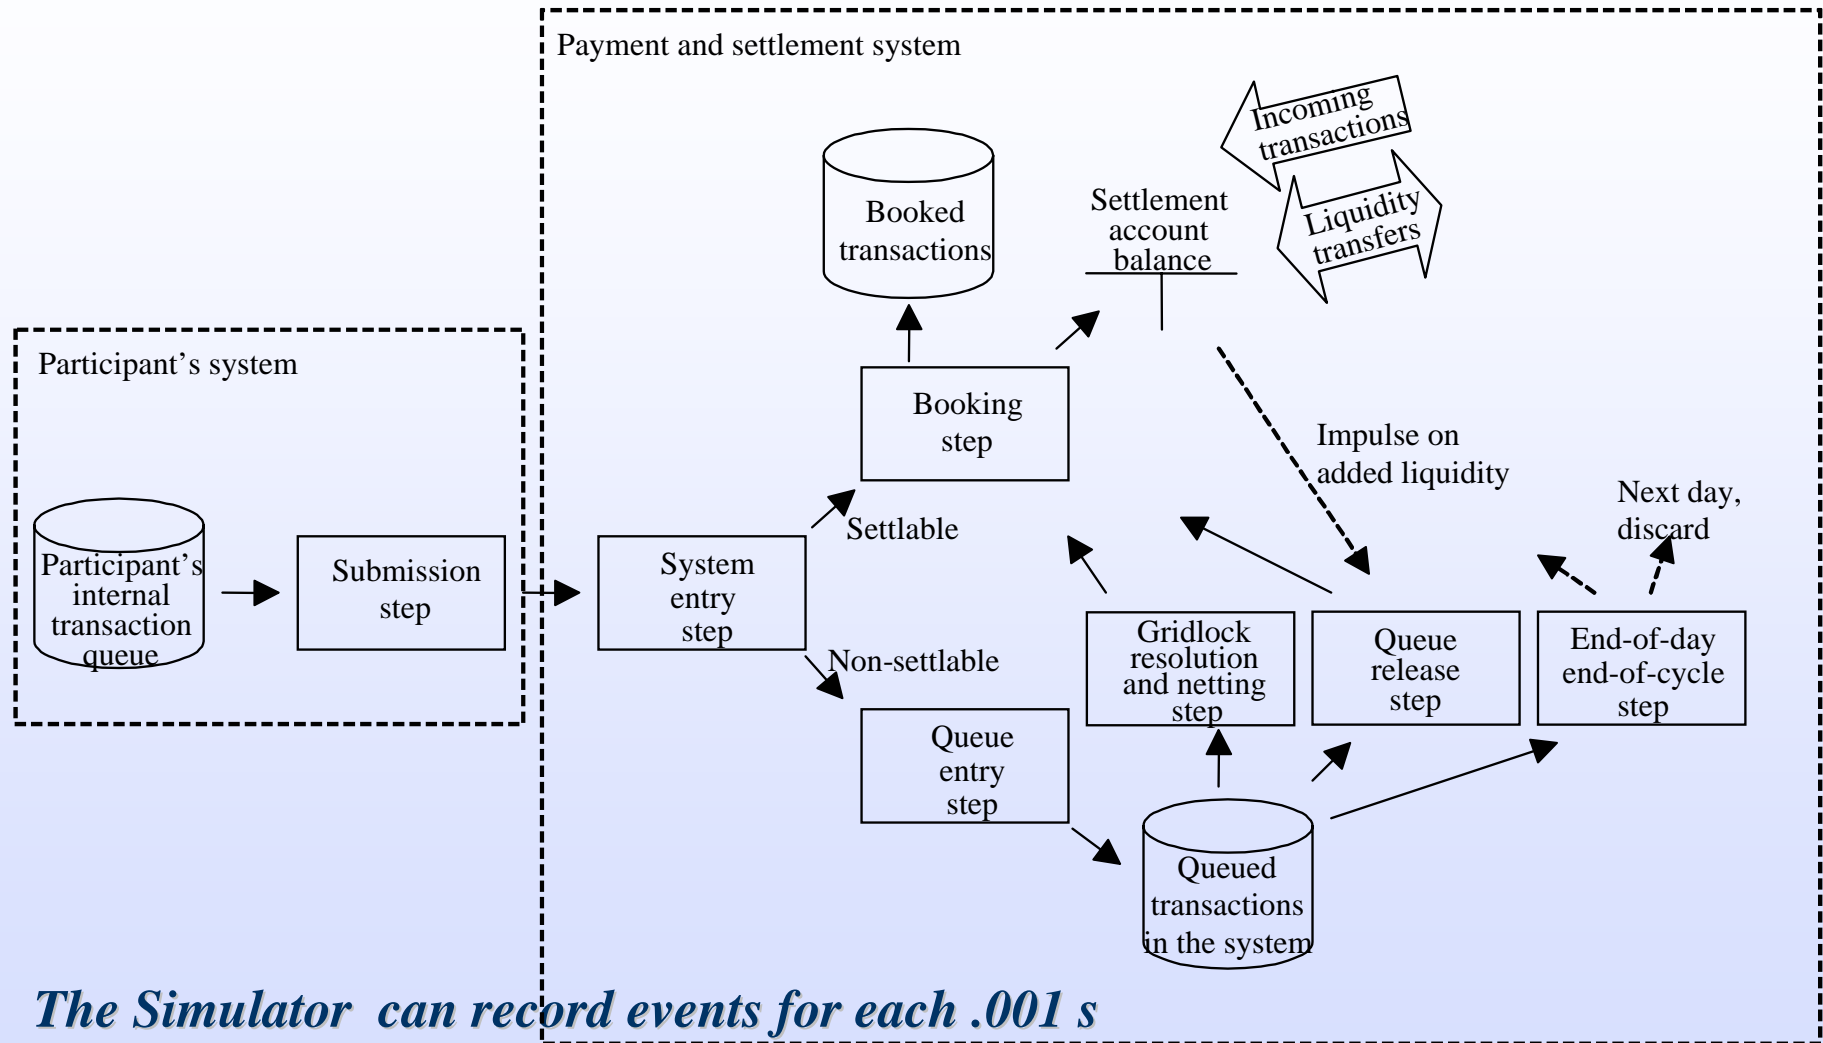 Payment and settlement system
Incoming
transactions
Liquidity
transfers
Settlement
account
balance
Booked
transactions
Participant's system
Booking
step
Impulse on
added liquidity
Next day,
discard
Settlable
Participant's
internal
transaction
queue
Submission
step
System
entry
step
Non-settlable
Gridlock
resolution
and netting
step
Queue
release
step
End-of-day
end-of-cycle
step
Queue
entry
step
Queued
transactions
in the system
The Simulator can record events for each .001 s